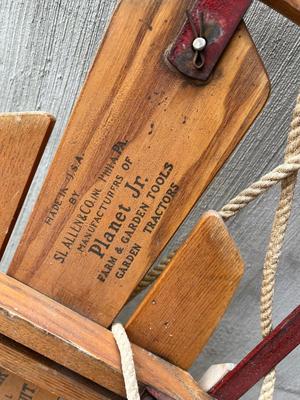 MADE IN U.S.A.
BY
S.L. ALLEN & CO. INC. PHILA. PA.
MANUFACTURERS OF
Planet Jr.
FARM & GARDEN TOOLS
GARDEN TRACTORS